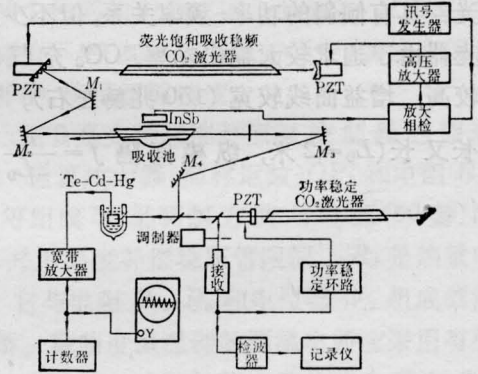 讯号
发生器
荧光饱和吸收稳频
CO₂激光器
PZT
PZT
高压
放大器
M₁
InSb
放大
相检
M₂
吸收池
M₃
M₄
Te-Cd-Hg
功率稳定
CO₂激光器
PZT
调制器
宽带
放大器
接收
功率稳
定环路
Y
计数器
检波
器
记录仪